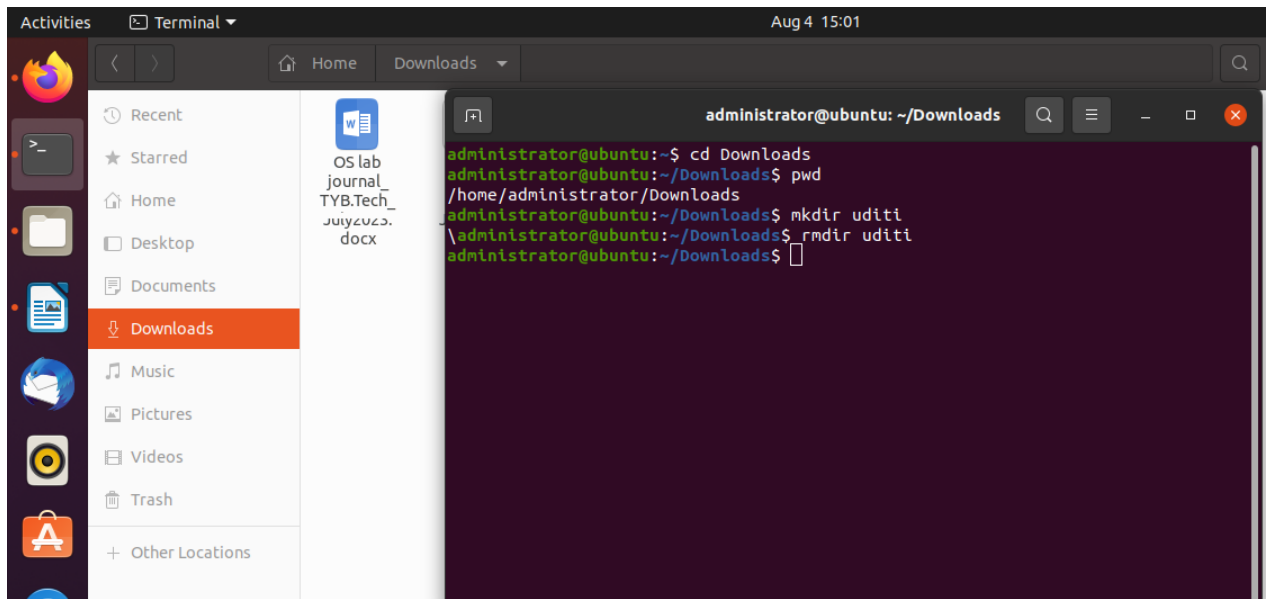 Activities
Terminal
Aug 4 15:01
Home
Downloads
Recent
Starred
Home
Desktop
Documents
Downloads
Music
Pictures
Videos
Trash
+ Other Locations
W
OS lab
journal_
TYB.Tech_
July2023.
docx
administrator@ubuntu: ~/Downloads
administrator@ubuntu:~$ cd Downloads
administrator@ubuntu:~/Downloads$ pwd
/home/administrator/Downloads
administrator@ubuntu:~/Downloads$ mkdir uditi
\administrator@ubuntu:~/Downloads$ rmdir uditi
administrator@ubuntu:~/Downloads$